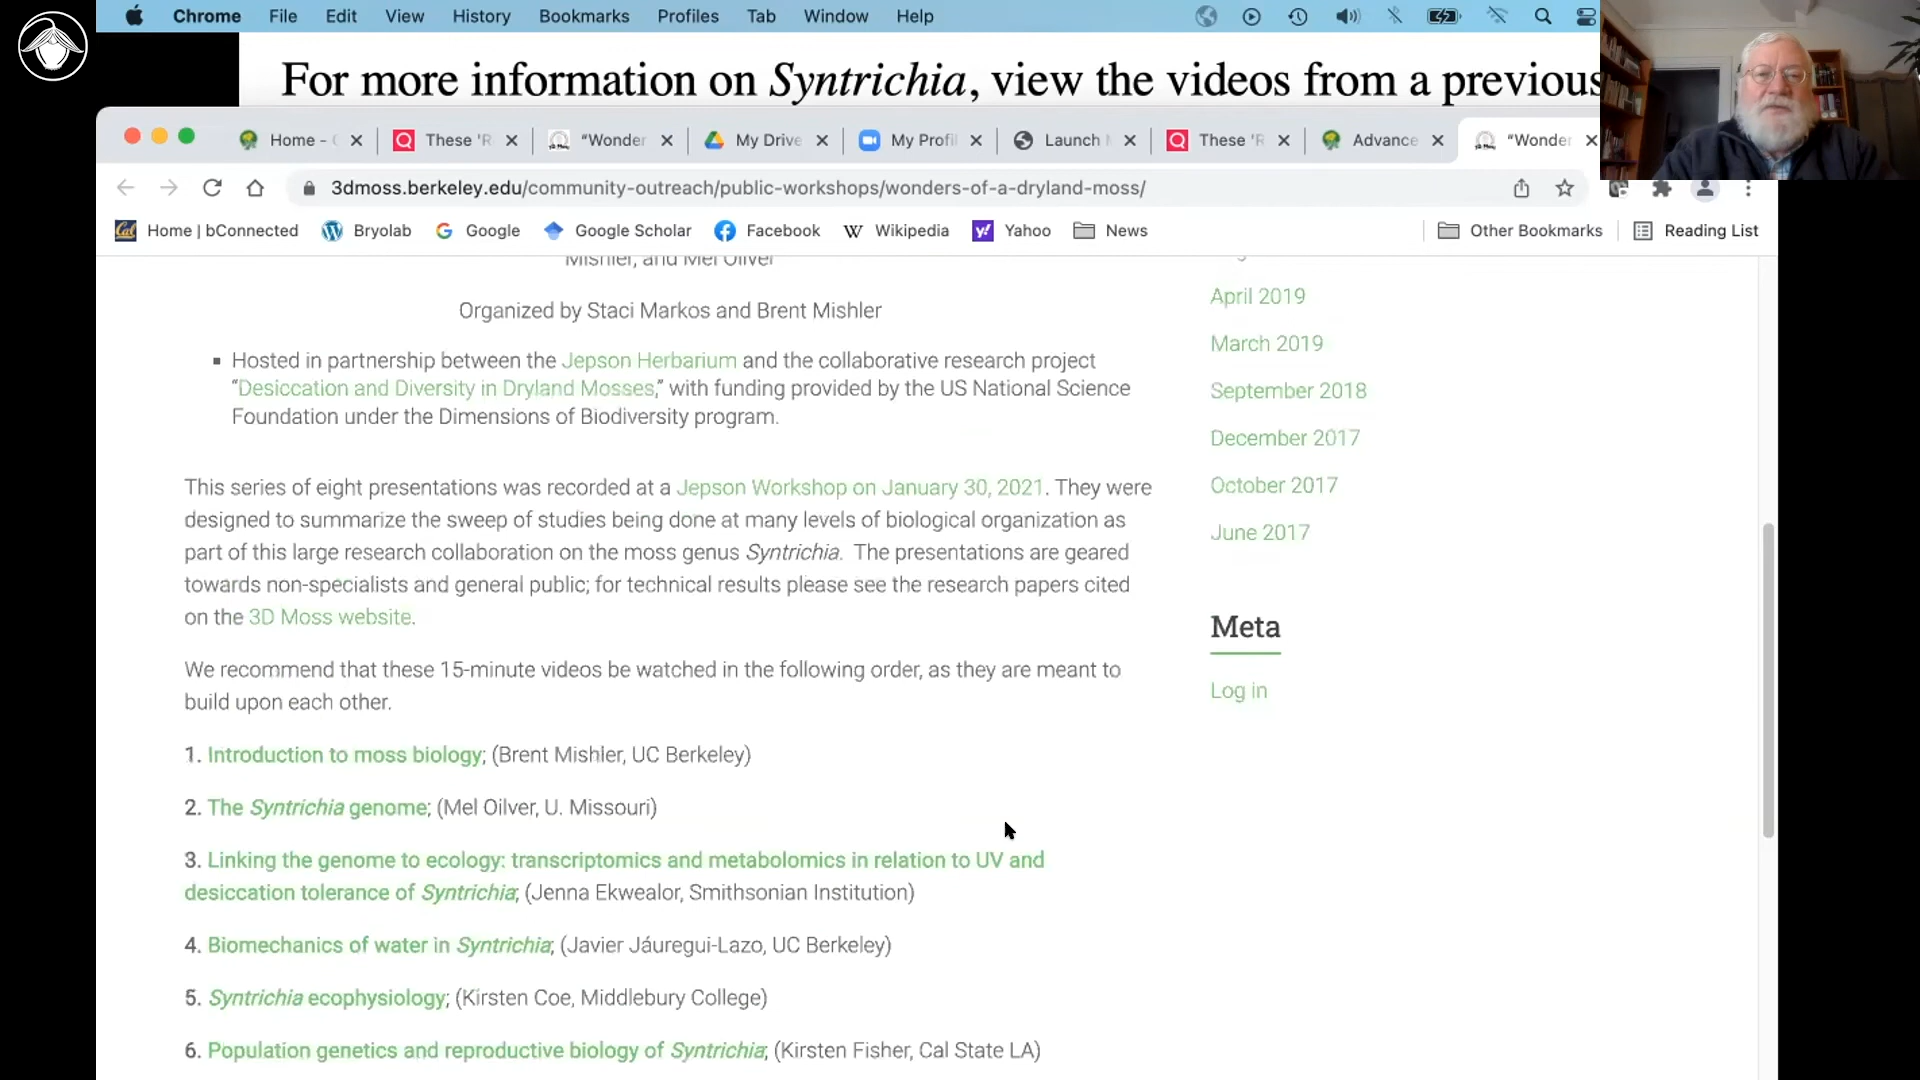 Chrome File Edit View History Bookmarks Profiles Tab Window Help
For more information on Syntrichia, view the videos from a previous
Home - These 'R "Wonder My Drive My Profi Launch These 'R Advance "Wonder
3dmoss.berkeley.edu/community-outreach/public-workshops/wonders-of-a-dryland-moss/
Home | bConnected Bryolab Google Google Scholar Facebook Wikipedia Yahoo News Other Bookmarks Reading List
Mishler, and Mel Oliver
Organized by Staci Markos and Brent Mishler
▪ Hosted in partnership between the Jepson Herbarium and the collaborative research project
“Desiccation and Diversity in Dryland Mosses,” with funding provided by the US National Science
Foundation under the Dimensions of Biodiversity program.
This series of eight presentations was recorded at a Jepson Workshop on January 30, 2021. They were
designed to summarize the sweep of studies being done at many levels of biological organization as
part of this large research collaboration on the moss genus Syntrichia. The presentations are geared
towards non-specialists and general public; for technical results please see the research papers cited
on the 3D Moss website.
We recommend that these 15-minute videos be watched in the following order, as they are meant to
build upon each other.
1. Introduction to moss biology; (Brent Mishler, UC Berkeley)
2. The Syntrichia genome; (Mel Oilver, U. Missouri)
3. Linking the genome to ecology: transcriptomics and metabolomics in relation to UV and
desiccation tolerance of Syntrichia; (Jenna Ekwealor, Smithsonian Institution)
4. Biomechanics of water in Syntrichia; (Javier Jáuregui-Lazo, UC Berkeley)
5. Syntrichia ecophysiology; (Kirsten Coe, Middlebury College)
6. Population genetics and reproductive biology of Syntrichia; (Kirsten Fisher, Cal State LA)
April 2019
March 2019
September 2018
December 2017
October 2017
June 2017
Meta
Log in